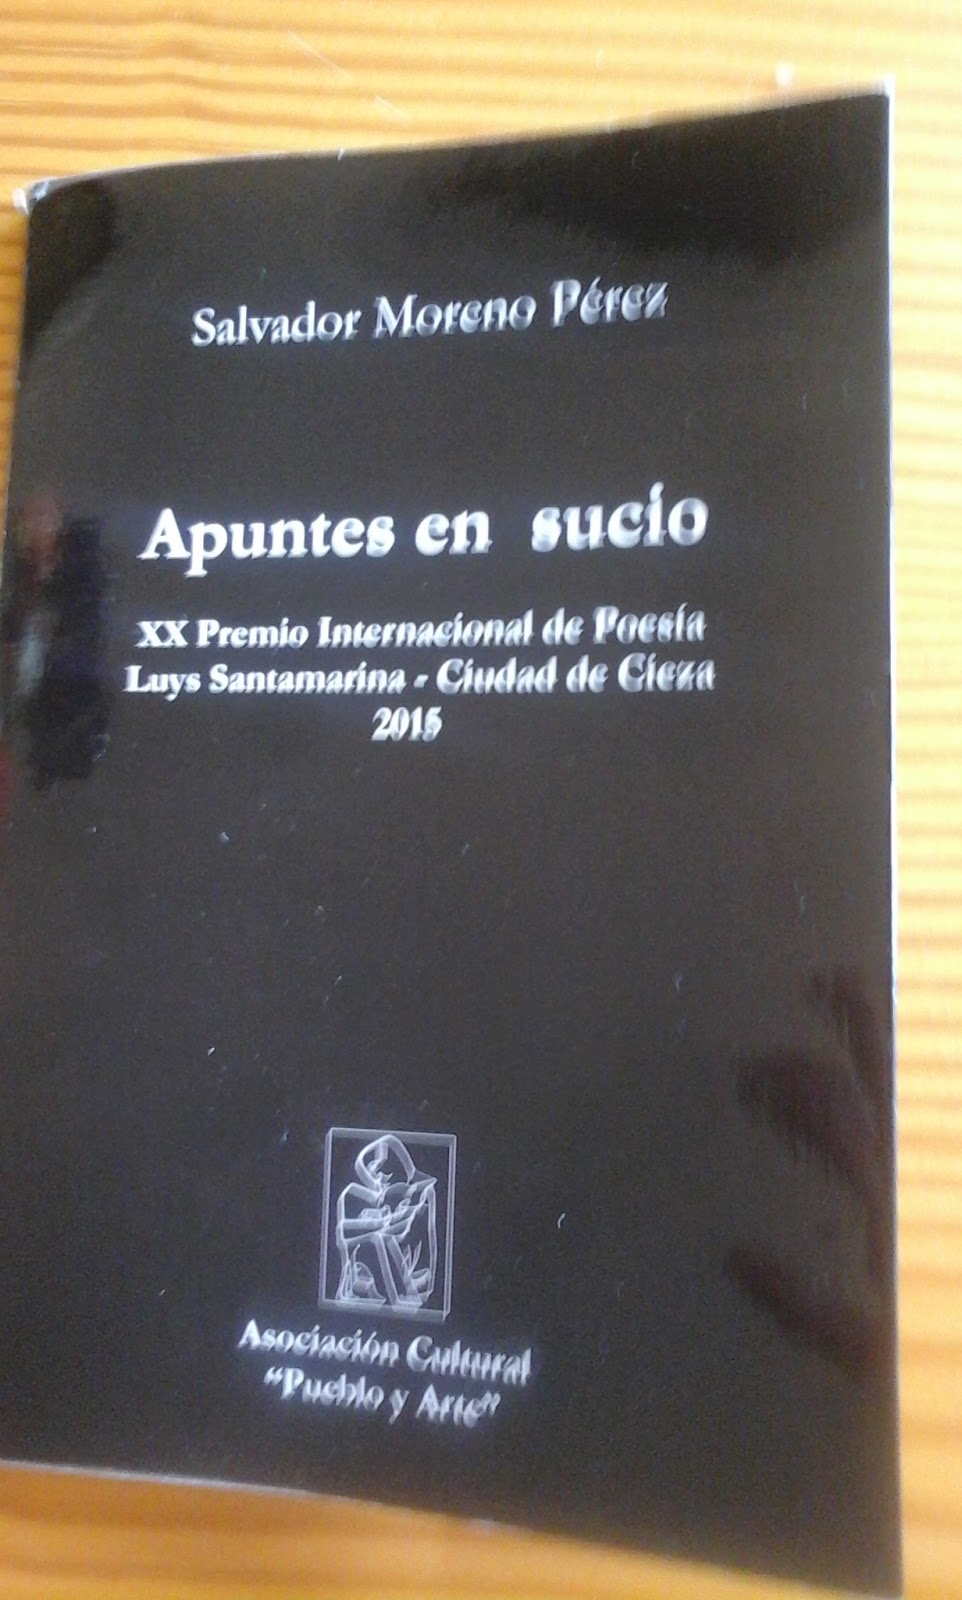 Salvador Moreno Pérez
Apuntes en sucio
XX Premio Internacional de Poesía
Luys Santamarina - Ciudad de Cieza
2015
Asociación Cultural
"Pueblo y Arte"